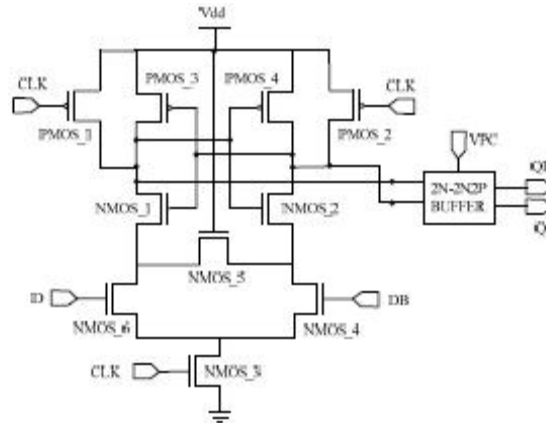 Vdd
PMOS_3
PMOS_4
CLK
CLK
PMOS_1
PMOS_2
VPC
NMOS_1
NMOS_2
2N-2N2P
BUFFER
NMOS_5
D
DB
NMOS_6
NMOS_4
CLK
NMOS_3